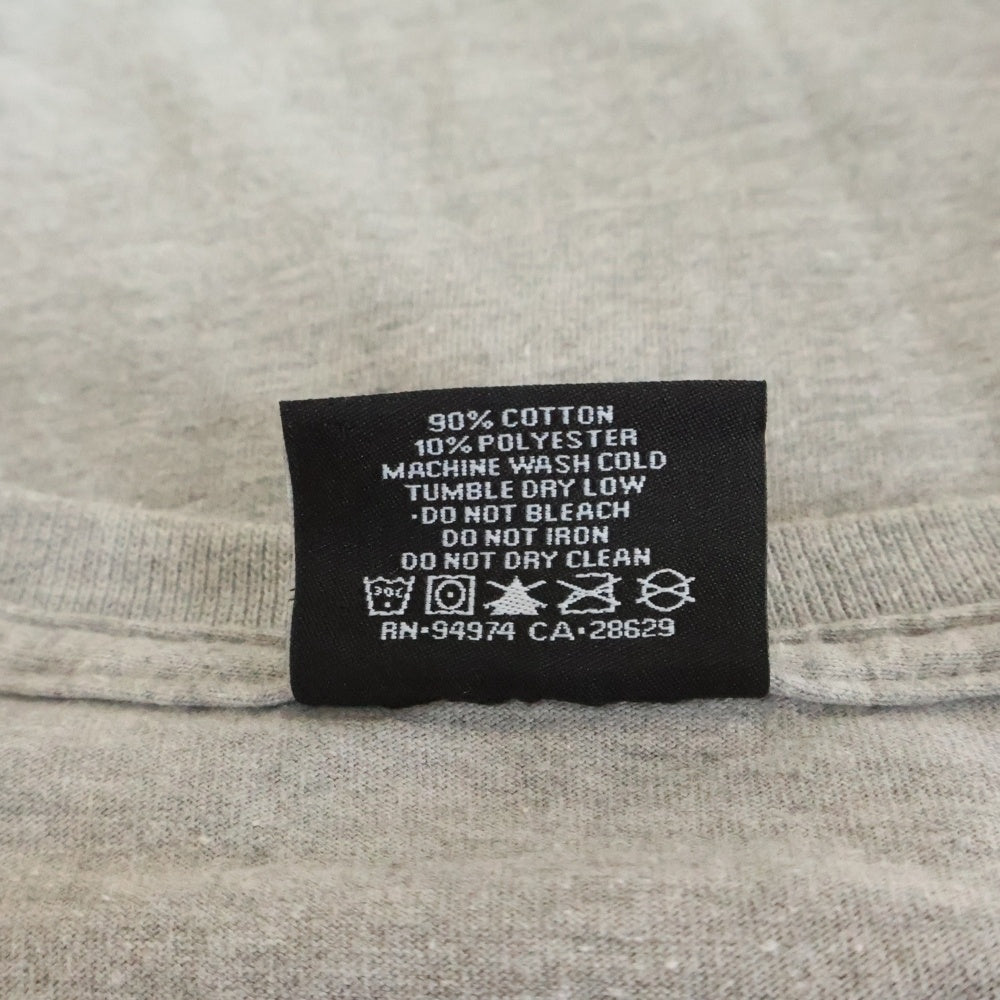 90% COTTON
10% POLYESTER
MACHINE WASH COLD
TUMBLE DRY LOW
·DO NOT BLEACH
DO NOT IRON
DO NOT DRY CLEAN
RN·94974 CA·28629